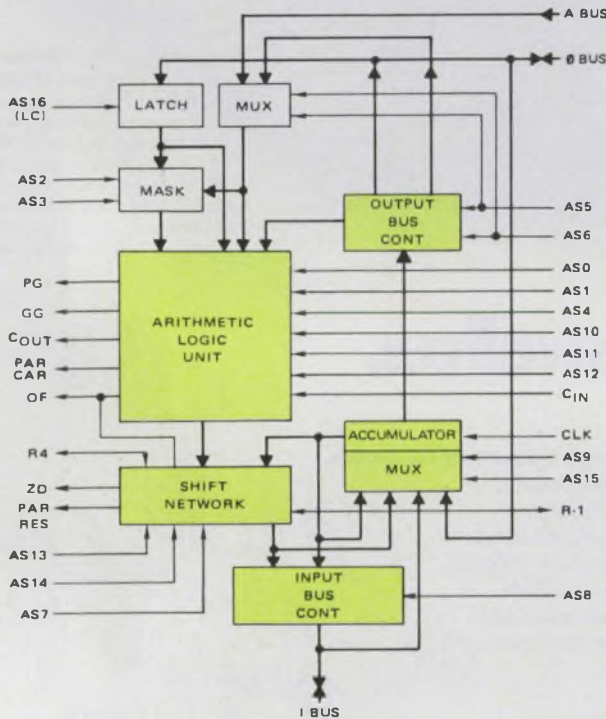 A BUS
Ø BUS
AS16
(LC)
LATCH
MUX
AS2
AS3
MASK
OUTPUT
BUS
CONT
AS5
AS6
PG
GG
COUT
PAR
CAR
OF
ARITHMETIC
LOGIC
UNIT
AS0
AS1
AS4
AS10
AS11
AS12
CIN
R4
ZD
PAR
RES
AS13
AS14
AS7
SHIFT
NETWORK
ACCUMULATOR
MUX
CLK
AS9
AS15
R-1
INPUT
BUS
CONT
AS8
I BUS